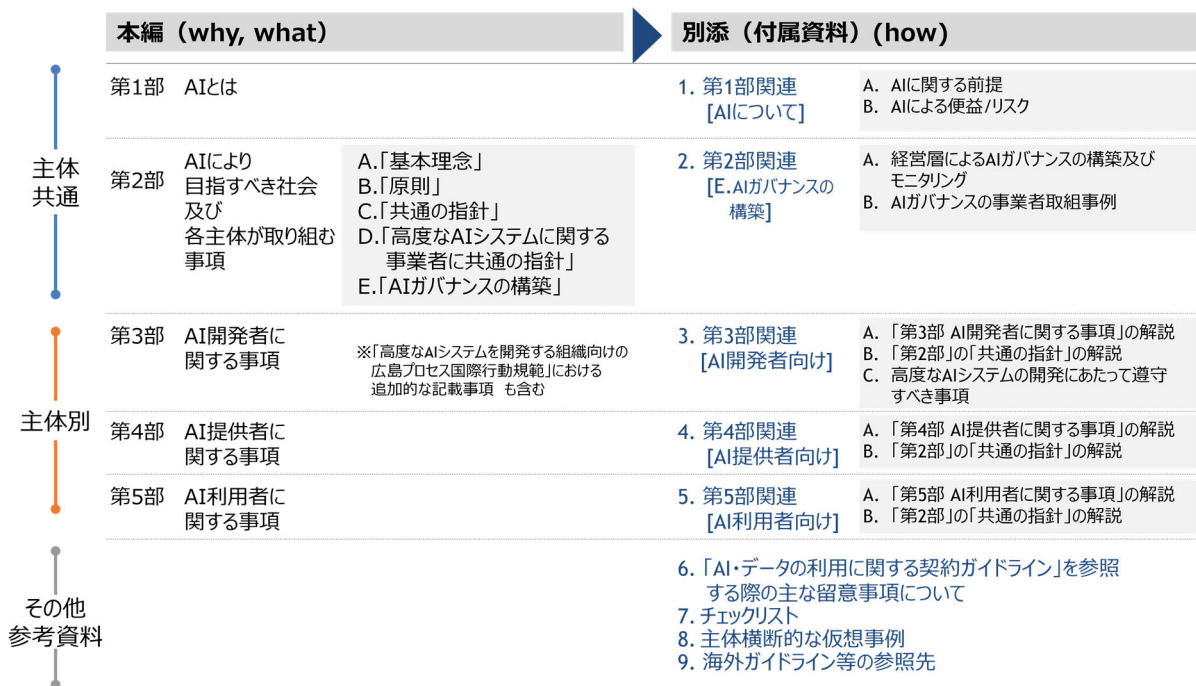 本編（why, what）
別添（付属資料）(how)
主体
共通
第1部 AIとは
1. 第1部関連
[AIについて]
A. AIに関する前提
B. AIによる便益/リスク
第2部 AIにより
目指すべき社会
及び
各主体が取り組む
事項
A.「基本理念」
B.「原則」
C.「共通の指針」
D.「高度なAIシステムに関する
事業者に共通の指針」
E.「AIガバナンスの構築」
2. 第2部関連
[E.AIガバナンスの
構築]
A. 経営層によるAIガバナンスの構築及び
モニタリング
B. AIガバナンスの事業者取組事例
主体別
第3部 AI開発者に
関する事項
※「高度なAIシステムを開発する組織向けの
広島プロセス国際行動規範」における
追加的な記載事項 も含む
3. 第3部関連
[AI開発者向け]
A. 「第3部 AI開発者に関する事項」の解説
B. 「第2部」の「共通の指針」の解説
C. 高度なAIシステムの開発にあたって遵守
すべき事項
第4部 AI提供者に
関する事項
4. 第4部関連
[AI提供者向け]
A. 「第4部 AI提供者に関する事項」の解説
B. 「第2部」の「共通の指針」の解説
第5部 AI利用者に
関する事項
5. 第5部関連
[AI利用者向け]
A. 「第5部 AI利用者に関する事項」の解説
B. 「第2部」の「共通の指針」の解説
その他
参考資料
6.「AI・データの利用に関する契約ガイドライン」を参照
する際の主な留意事項について
7. チェックリスト
8. 主体横断的な仮想事例
9. 海外ガイドライン等の参照先